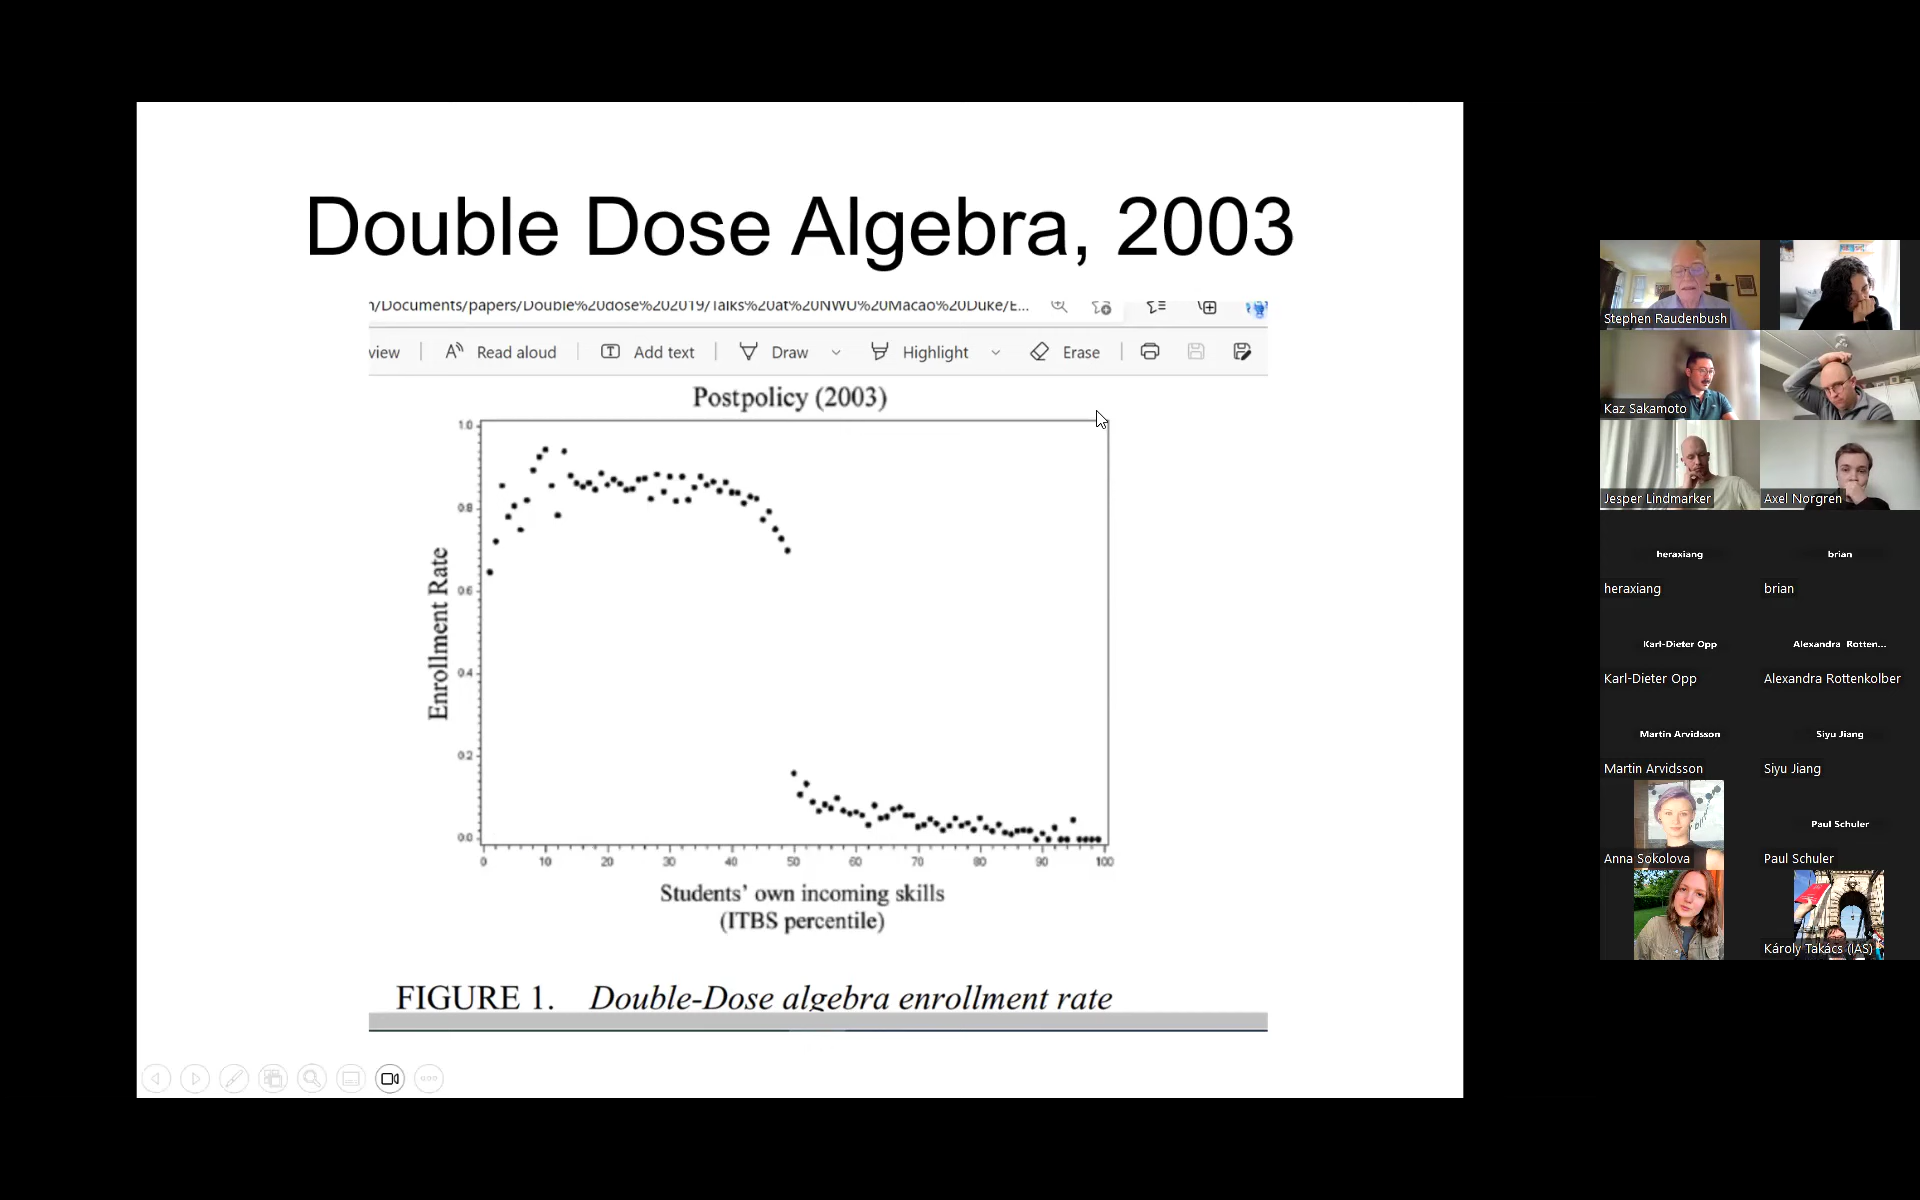 Double Dose Algebra, 2003
/Documents/papers/Double%20dose%202019/Talks%20at%20NWU%20Macao%20Duke/E...
view
Read aloud
Add text
Draw
Highlight
Erase
Postpolicy (2003)
Enrollment Rate
1.0
0.8
0.6
0.4
0.2
0.0
0 10 20 30 40 50 60 70 80 90 100
Students' own incoming skills
(ITBS percentile)
FIGURE 1. Double-Dose algebra enrollment rate
Stephen Raudenbush
Kaz Sakamoto
Jesper Lindmarker
Axel Norgren
heraxiang
brian
heraxiang
brian
Karl-Dieter Opp
Alexandra Rotten...
Karl-Dieter Opp
Alexandra Rottenkolber
Martin Arvidsson
Siyu Jiang
Martin Arvidsson
Siyu Jiang
Paul Schuler
Anna Sokolova
Paul Schuler
Károly Takács (IAS)